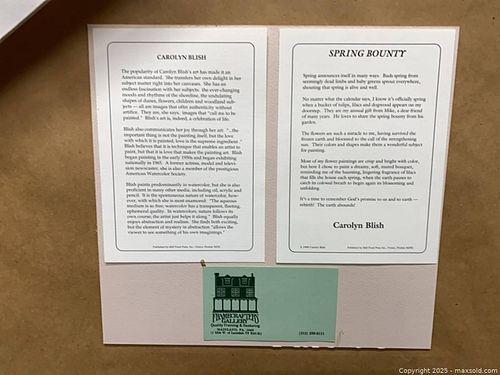 CAROLYN BLISH
The popularity of Carolyn Blish's art has made it an
American standard. She transfers her own delight in her
subject matter right into her canvases. She has an
endless fascination with her subjects: the ever-changing
moods and rhythms of the shoreline, the undulating
shapes of dunes, flowers, children and woodland sub-
jects — all are images that offer authenticity without
artifice. They are, she says, images that "call me to be
painted." Blish's art is, indeed, a celebration of life.
Blish also communicates her joy through her art: "...the
important thing is not the painting itself, but the love
with which it is painted, love is the supreme ingredient."
Blish believes that it is technique that enables an artist to
paint, but that it is love that makes the painting an art.
Blish began painting in the early 1950s and began exhibiting
nationally in 1965. A former actress, model and televi-
sion newscaster, she is also a member of the prestigious
American Watercolor Society.
Blish paints predominantly in watercolor, but she is also
proficient in many other media, including oil, acrylic and
pencil. It is the spontaneous nature of watercolor, how-
ever, with which she is most enamored: "The aqueous
medium is so free; watercolor has a transparent, fleeting,
ephemeral quality. In watercolors, nature follows its
own course; the artist just helps it along." Blish equally
enjoys abstraction and realism. She finds both exciting,
but the element of mystery in abstraction "allows the
viewer to see something of his own imaginings."
SPRING BOUNTY
Spring announces itself in many ways. Buds spring from
seemingly dead limbs and baby greens sprout everywhere,
shouting that spring is alive and well.
No matter what the calendar says, I know it's officially spring
when a bucket of tulips, lilacs and dogwood appears on my
doorstep. They are my annual gift from Mike, a dear friend
of many years. He loves to share the spring bounty from his
garden.
The flowers are such a miracle to me, having survived the
frozen earth and bloomed to the call of the strengthening
sun. Their colors and shapes make them a wonderful subject
for painting.
Most of my flower paintings are crisp and bright with color,
but here I chose to paint a dreamy, soft, muted bouquet,
reminding me of the haunting, lingering fragrance of lilacs
that fills the house each spring, when the earth pauses to
catch its colossal breath to begin again its blossoming and
unfolding.
It's a time to remember God's promise to us and to earth —
rebirth! The earth abounds!
Carolyn Blish
HANDCRAFTERS
GALLERY
Quality Framing & Restoring
MAINLAND, PA 19451
Copyright 2025 - maxsold.com